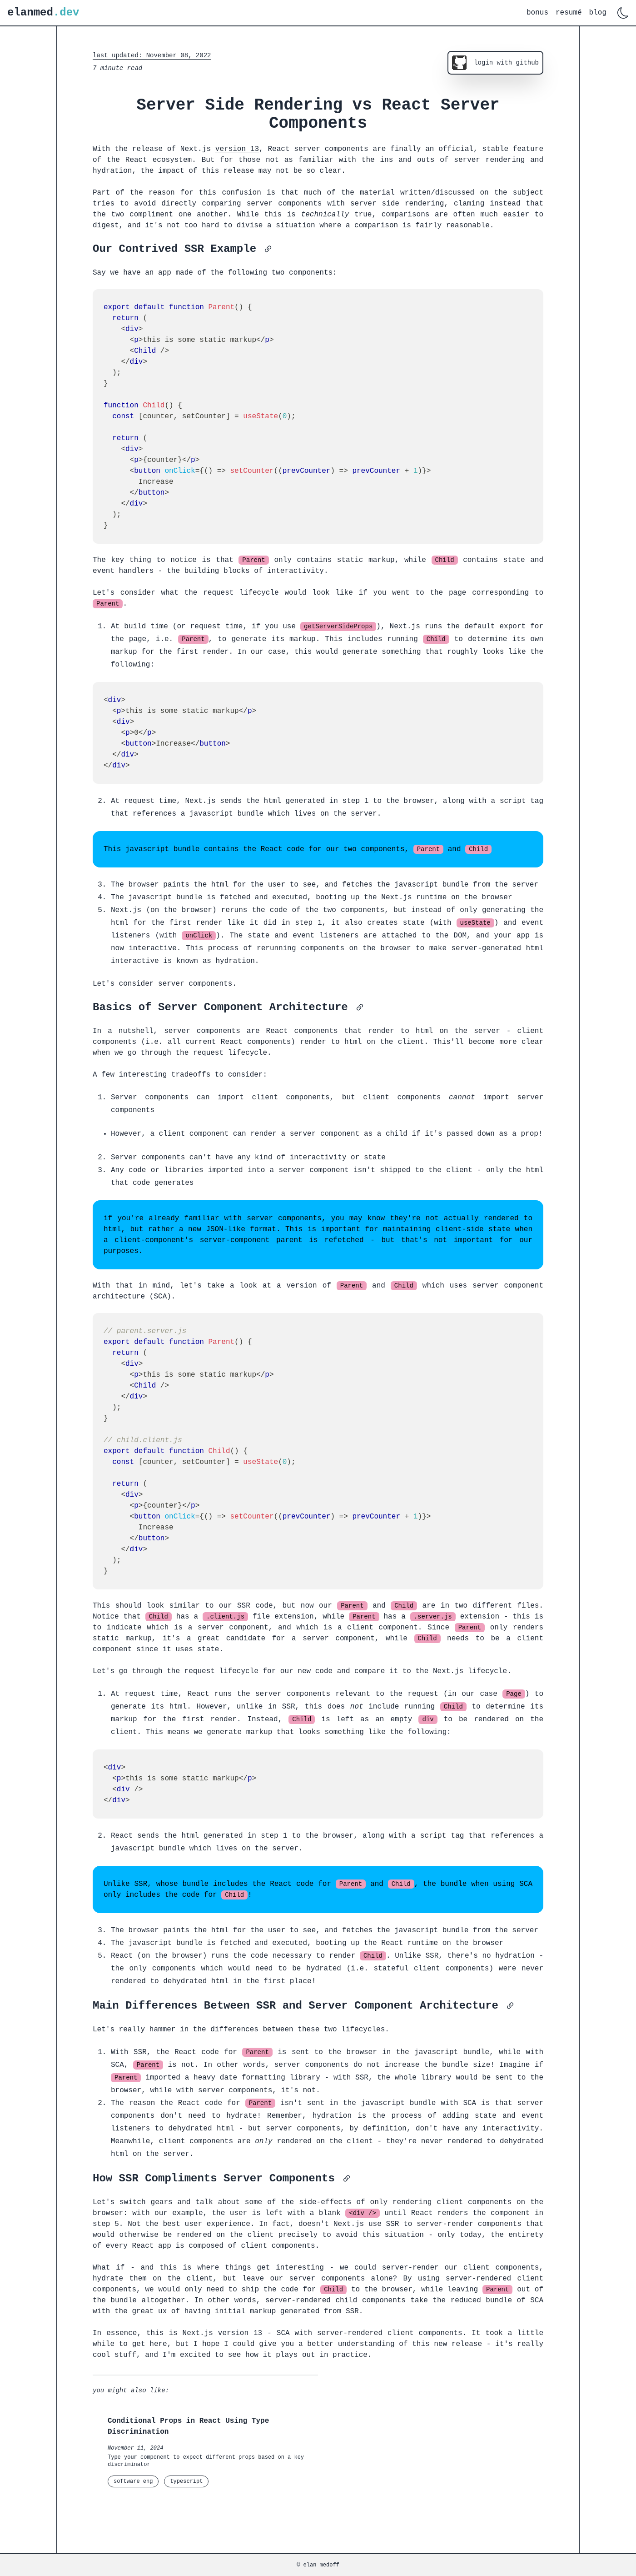 elanmed.dev
bonus resumé blog
last updated: November 08, 2022
7 minute read
login with github
Server Side Rendering vs React Server
Components
With the release of Next.js version 13, React server components are finally an official, stable feature
of the React ecosystem. But for those not as familiar with the ins and outs of server rendering and
hydration, the impact of this release may not be so clear.
Part of the reason for this confusion is that much of the material written/discussed on the subject
tries to avoid directly comparing server components with server side rendering, claming instead that
the two compliment one another. While this is technically true, comparisons are often much easier to
digest, and it's not too hard to divise a situation where a comparison is fairly reasonable.
Our Contrived SSR Example
Say we have an app made of the following two components:
export default function Parent() {
  return (
    <div>
      <p>this is some static markup</p>
      <Child />
    </div>
  );
}
function Child() {
  const [counter, setCounter] = useState(0);
  return (
    <div>
      <p>{counter}</p>
      <button onClick={() => setCounter((prevCounter) => prevCounter + 1)}>
        Increase
      </button>
    </div>
  );
}
The key thing to notice is that Parent only contains static markup, while Child contains state and
event handlers - the building blocks of interactivity.
Let's consider what the request lifecycle would look like if you went to the page corresponding to
Parent.
1. At build time (or request time, if you use getServerSideProps), Next.js runs the default export for
the page, i.e. Parent, to generate its markup. This includes running Child to determine its own
markup for the first render. In our case, this would generate something that roughly looks like the
following:
<div>
  <p>this is some static markup</p>
  <div>
    <p>0</p>
    <button>Increase</button>
  </div>
</div>
2. At request time, Next.js sends the html generated in step 1 to the browser, along with a script tag
that references a javascript bundle which lives on the server.
This javascript bundle contains the React code for our two components, Parent and Child
3. The browser paints the html for the user to see, and fetches the javascript bundle from the server
4. The javascript bundle is fetched and executed, booting up the Next.js runtime on the browser
5. Next.js (on the browser) reruns the code of the two components, but instead of only generating the
html for the first render like it did in step 1, it also creates state (with useState) and event
listeners (with onClick). The state and event listeners are attached to the DOM, and your app is
now interactive. This process of rerunning components on the browser to make server-generated html
interactive is known as hydration.
Let's consider server components.
Basics of Server Component Architecture
In a nutshell, server components are React components that render to html on the server - client
components (i.e. all current React components) render to html on the client. This'll become more clear
when we go through the request lifecycle.
A few interesting tradeoffs to consider:
1. Server components can import client components, but client components cannot import server
components
• However, a client component can render a server component as a child if it's passed down as a prop!
2. Server components can't have any kind of interactivity or state
3. Any code or libraries imported into a server component isn't shipped to the client - only the html
that code generates
if you're already familiar with server components, you may know they're not actually rendered to
html, but rather a new JSON-like format. This is important for maintaining client-side state when
a client-component's server-component parent is refetched - but that's not important for our
purposes.
With that in mind, let's take a look at a version of Parent and Child which uses server component
architecture (SCA).
// parent.server.js
export default function Parent() {
  return (
    <div>
      <p>this is some static markup</p>
      <Child />
    </div>
  );
}
// child.client.js
export default function Child() {
  const [counter, setCounter] = useState(0);
  return (
    <div>
      <p>{counter}</p>
      <button onClick={() => setCounter((prevCounter) => prevCounter + 1)}>
        Increase
      </button>
    </div>
  );
}
This should look similar to our SSR code, but now our Parent and Child are in two different files.
Notice that Child has a .client.js file extension, while Parent has a .server.js extension - this is
to indicate which is a server component, and which is a client component. Since Parent only renders
static markup, it's a great candidate for a server component, while Child needs to be a client
component since it uses state.
Let's go through the request lifecycle for our new code and compare it to the Next.js lifecycle.
1. At request time, React runs the server components relevant to the request (in our case Page) to
generate its html. However, unlike in SSR, this does not include running Child to determine its
markup for the first render. Instead, Child is left as an empty div to be rendered on the
client. This means we generate markup that looks something like the following:
<div>
  <p>this is some static markup</p>
  <div />
</div>
2. React sends the html generated in step 1 to the browser, along with a script tag that references a
javascript bundle which lives on the server.
Unlike SSR, whose bundle includes the React code for Parent and Child, the bundle when using SCA
only includes the code for Child!
3. The browser paints the html for the user to see, and fetches the javascript bundle from the server
4. The javascript bundle is fetched and executed, booting up the React runtime on the browser
5. React (on the browser) runs the code necessary to render Child. Unlike SSR, there's no hydration -
the only components which would need to be hydrated (i.e. stateful client components) were never
rendered to dehydrated html in the first place!
Main Differences Between SSR and Server Component Architecture
Let's really hammer in the differences between these two lifecycles.
1. With SSR, the React code for Parent is sent to the browser in the javascript bundle, while with
SCA, Parent is not. In other words, server components do not increase the bundle size! Imagine if
Parent imported a heavy date formatting library - with SSR, the whole library would be sent to the
browser, while with server components, it's not.
2. The reason the React code for Parent isn't sent in the javascript bundle with SCA is that server
components don't need to hydrate! Remember, hydration is the process of adding state and event
listeners to dehydrated html - but server components, by definition, don't have any interactivity.
Meanwhile, client components are only rendered on the client - they're never rendered to dehydrated
html on the server.
How SSR Compliments Server Components
Let's switch gears and talk about some of the side-effects of only rendering client components on the
browser: with our example, the user is left with a blank <div /> until React renders the component in
step 5. Not the best user experience. In fact, doesn't Next.js use SSR to server-render components that
would otherwise be rendered on the client precisely to avoid this situation - only today, the entirety
of every React app is composed of client components.
What if - and this is where things get interesting - we could server-render our client components,
hydrate them on the client, but leave our server components alone? By using server-rendered client
components, we would only need to ship the code for Child to the browser, while leaving Parent out of
the bundle altogether. In other words, server-rendered child components take the reduced bundle of SCA
with the great ux of having initial markup generated from SSR.
In essence, this is Next.js version 13 - SCA with server-rendered client components. It took a little
while to get here, but I hope I could give you a better understanding of this new release - it's really
cool stuff, and I'm excited to see how it plays out in practice.
you might also like:
Conditional Props in React Using Type
Discrimination
November 11, 2024
Type your component to expect different props based on a key
discriminator
software eng typescript
© elan medoff